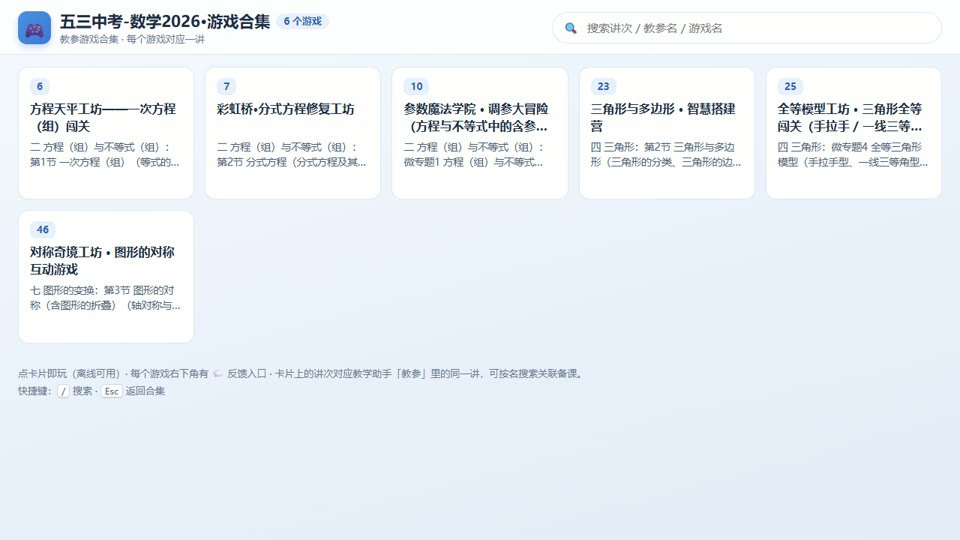 五三中考-数学2026•游戏合集 6 个游戏
教参游戏合集 · 每个游戏对应一讲
搜索讲次 / 教参名 / 游戏名
6
方程天平工坊——一次方程
（组）闯关
二 方程（组）与不等式（组）：
第1节 一次方程（组）（等式的...
7
彩虹桥·分式方程修复工坊
二 方程（组）与不等式（组）：
第2节 分式方程（分式方程及其...
10
参数魔法学院 • 调参大冒险
（方程与不等式中的含参...
二 方程（组）与不等式（组）：
微专题1 方程（组）与不等式...
23
三角形与多边形 • 智慧搭建
营
四 三角形：第2节 三角形与多边
形（三角形的分类、三角形的边...
25
全等模型工坊 • 三角形全等
闯关（手拉手 / 一线三等...
四 三角形：微专题4 全等三角形
模型（手拉手型、一线三等角型...
46
对称奇境工坊 • 图形的对称
互动游戏
七 图形的变换：第3节 图形的对
称（含图形的折叠）（轴对称与...
点卡片即玩（离线可用）· 每个游戏右下角有 反馈入口 · 卡片上的讲次对应教学助手「教参」里的同一讲，可按名搜索关联备课。
快捷键： / 搜索 · Esc 返回合集